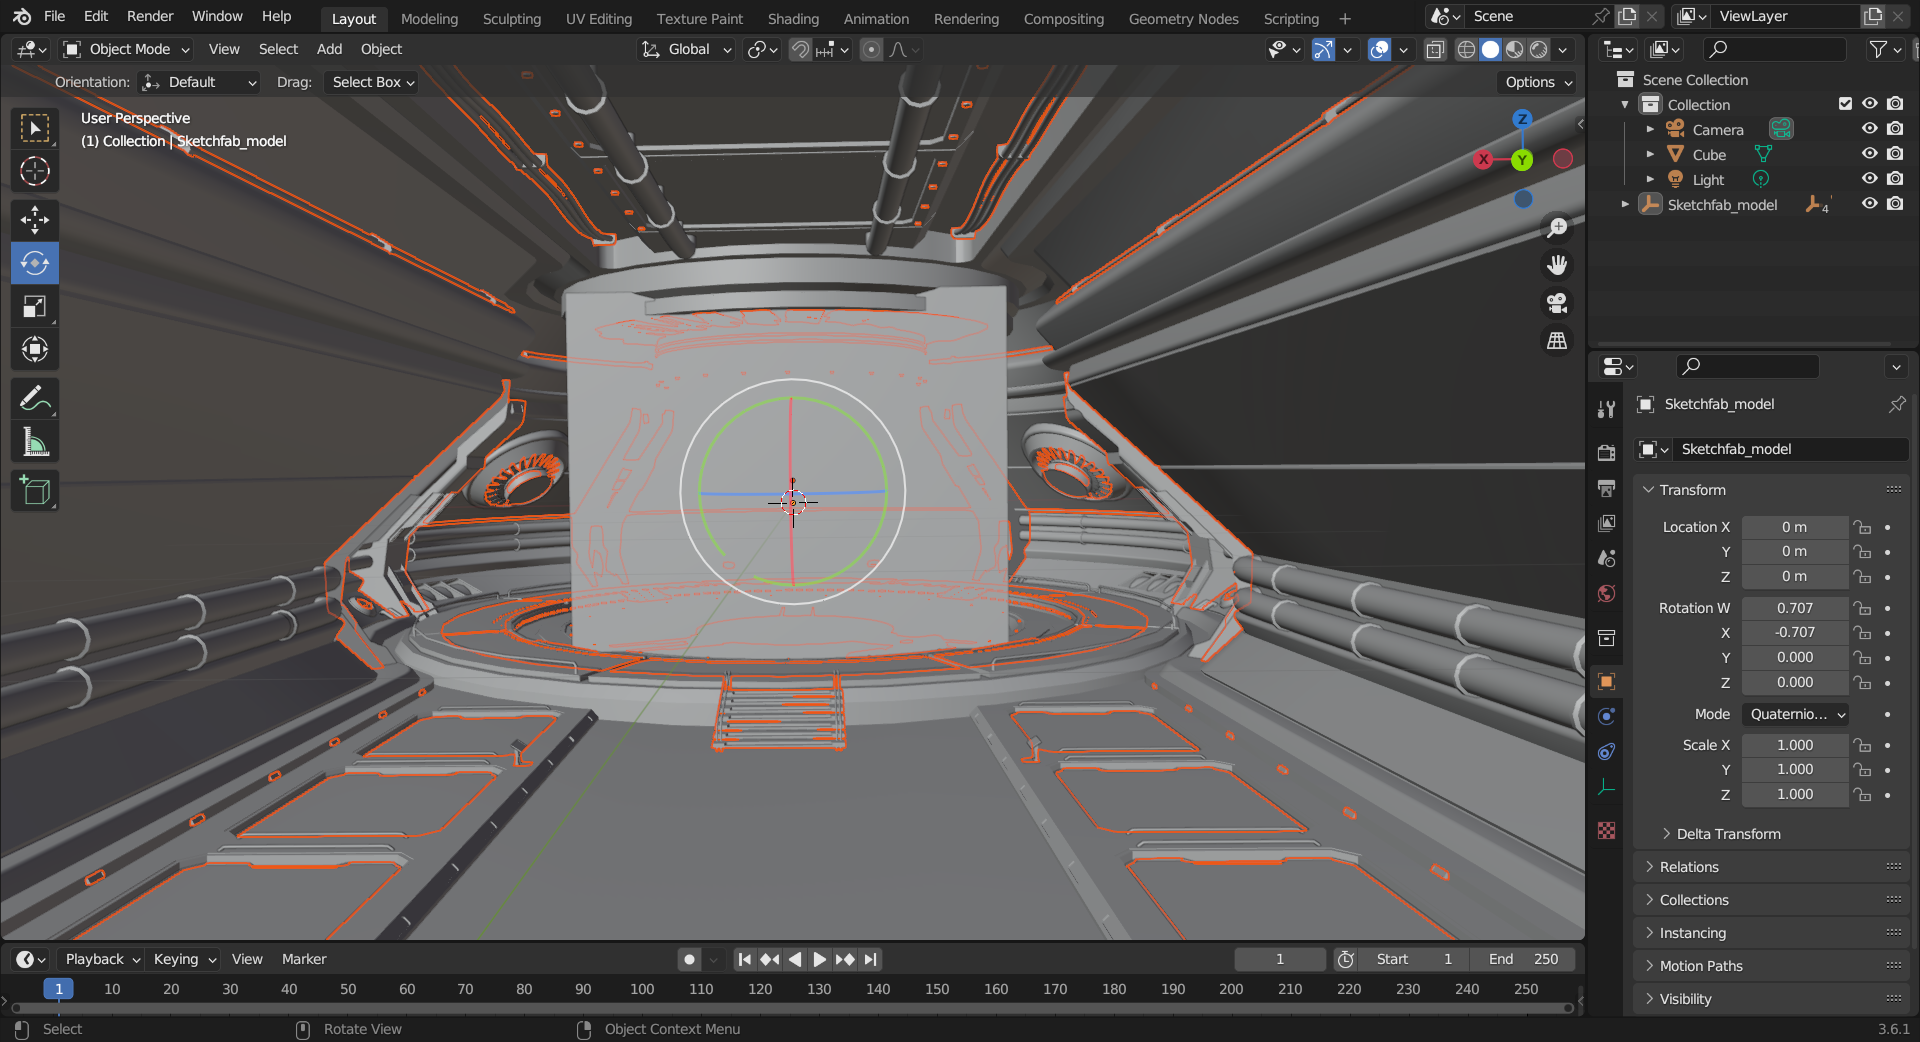 File Edit Render Window Help Layout Modeling Sculpting UV Editing Texture Paint Shading Animation Rendering Compositing Geometry Nodes Scripting + Scene ViewLayer
Object Mode View Select Add Object Global
Orientation: Default Drag: Select Box Options
User Perspective
(1) Collection | Sketchfab_model
Z
X Y
Scene Collection
Collection
Camera
Cube
Light
Sketchfab_model 4
Sketchfab_model
Sketchfab_model
Transform
Location X 0 m
Y 0 m
Z 0 m
Rotation W 0.707
X -0.707
Y 0.000
Z 0.000
Mode Quaternio...
Scale X 1.000
Y 1.000
Z 1.000
Delta Transform
Relations
Collections
Instancing
Motion Paths
Visibility
Playback Keying View Marker 1 Start 1 End 250
1 10 20 30 40 50 60 70 80 90 100 110 120 130 140 150 160 170 180 190 200 210 220 230 240 250
Select Rotate View Object Context Menu 3.6.1